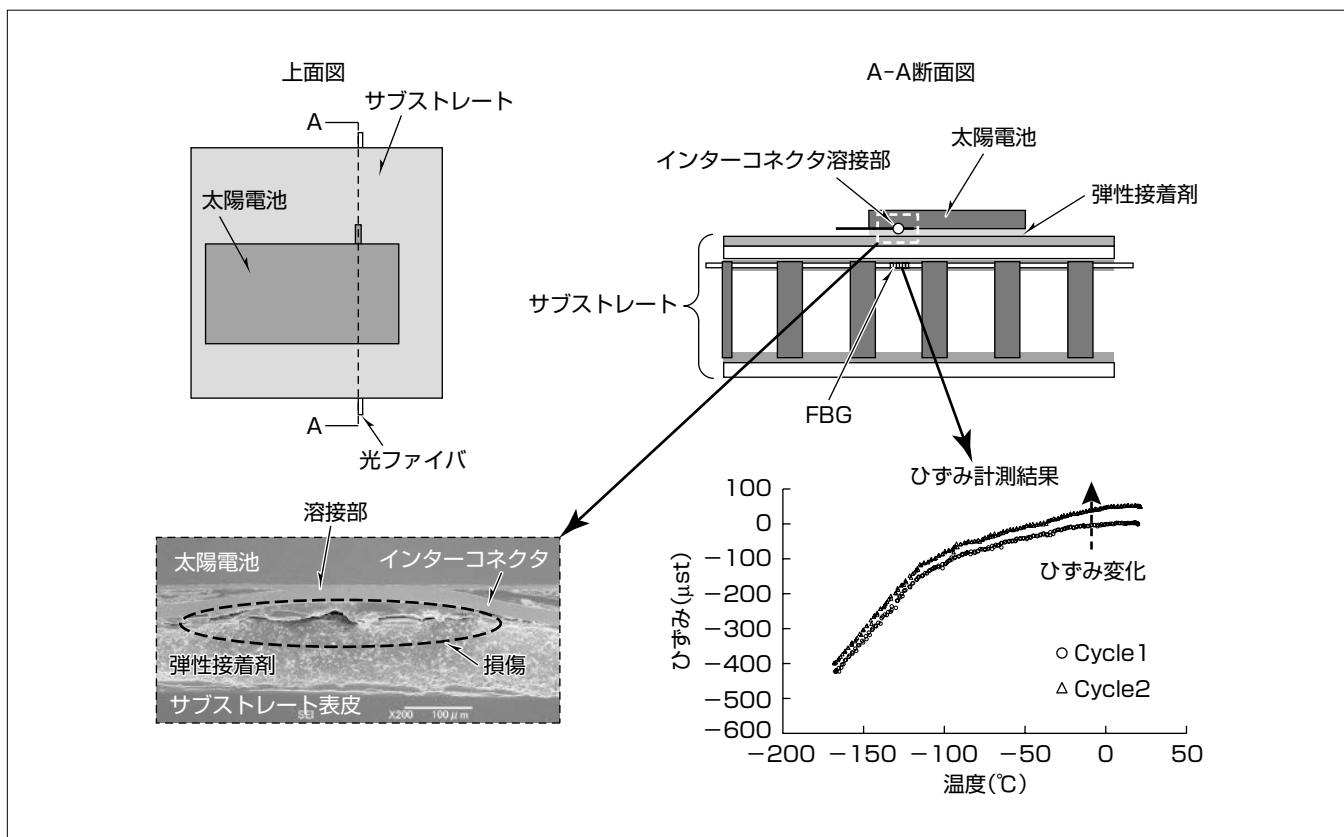 上面図
サブストレート
A
太陽電池
A
光ファイバ
A-A断面図
太陽電池
インターコネクタ溶接部
弾性接着剤
サブストレート
FBG
溶接部
太陽電池
インターコネクタ
弾性接着剤
損傷
サブストレート表皮
SEI X200 100μm
ひずみ計測結果
100
0
-100
-200
-300
-400
-500
-600
ひずみ(μst)
ひずみ変化
Cycle1
Cycle2
-200 -150 -100 -50 0 50
温度(℃)